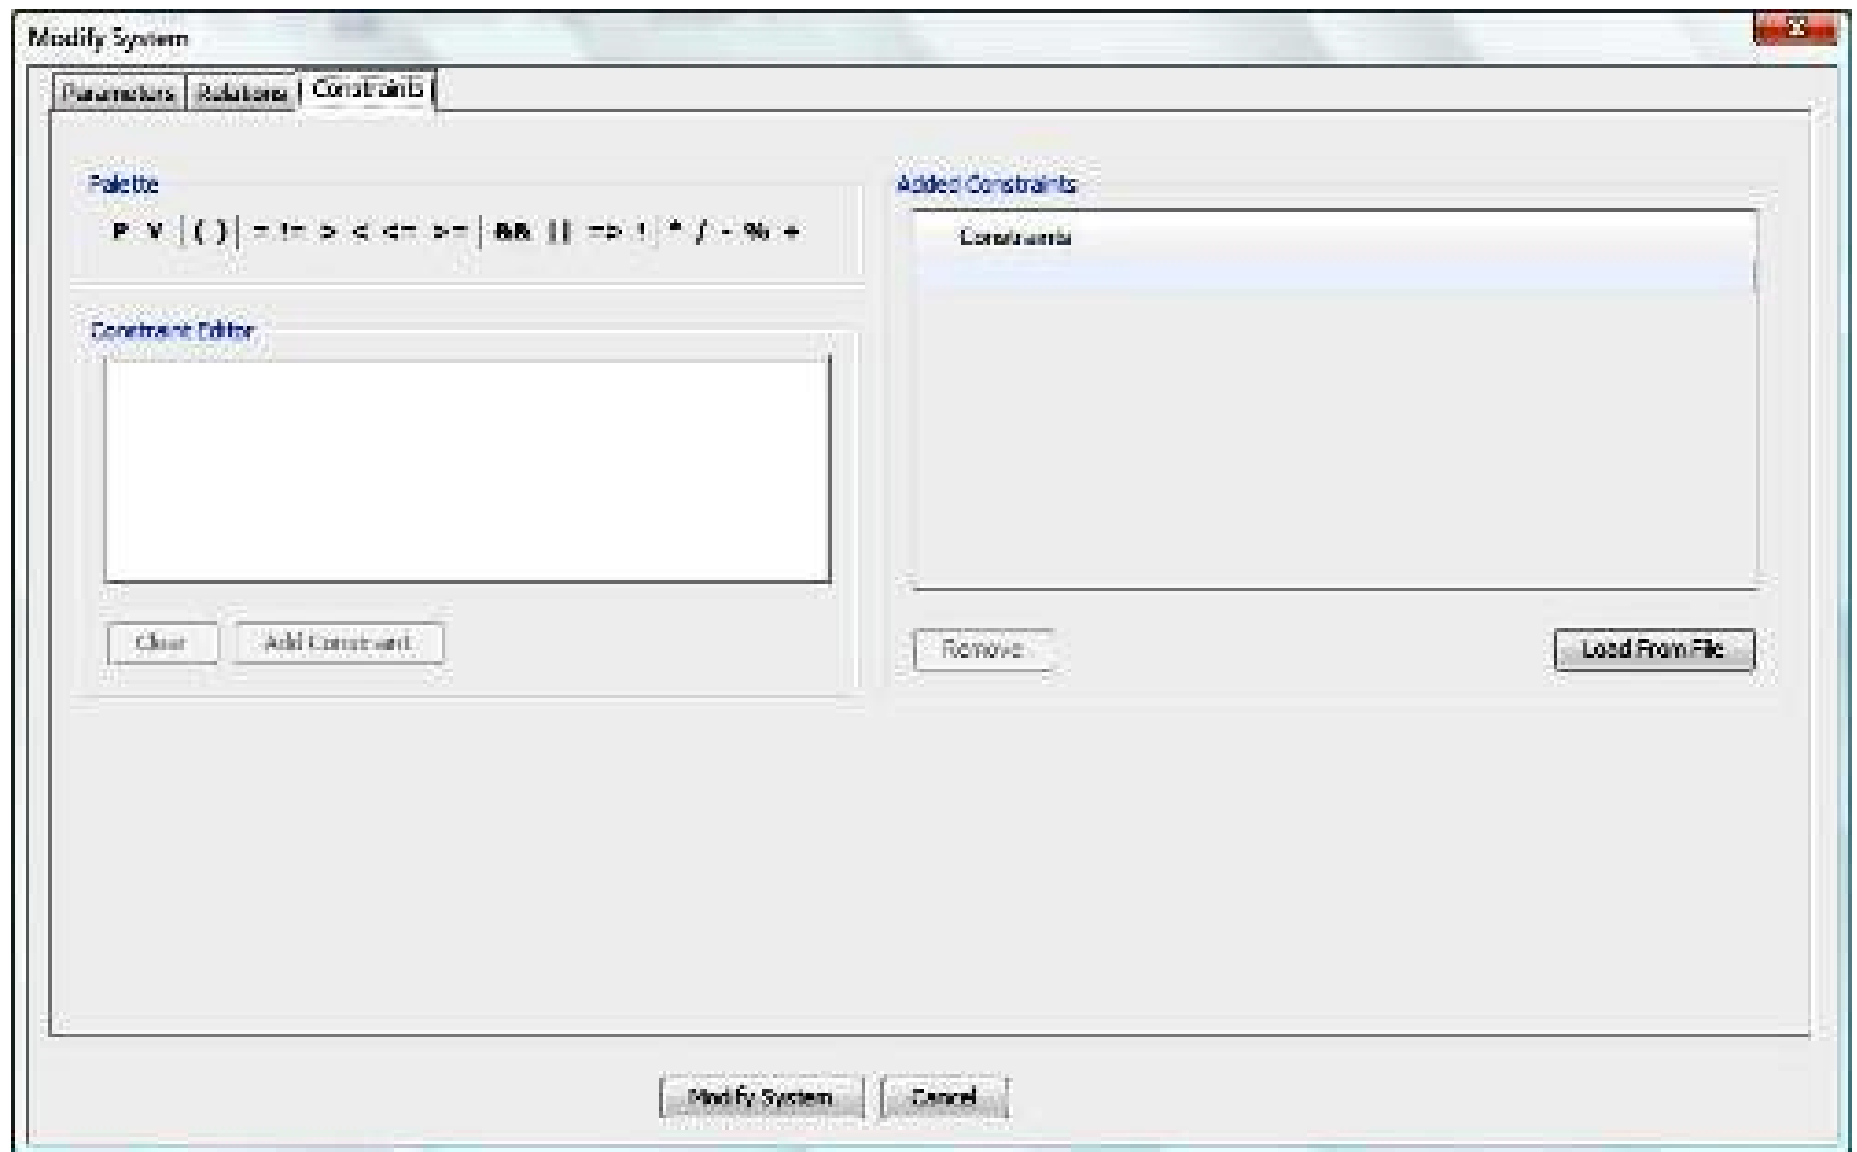 Modify System
Parameters Relations Constraints
Palette
P V ( ) = != > < <= >= && || => ! * / - % +
Constraint Editor
Clear Add Constraint
Added Constraints
Constraints
Remove Load From File
Modify System Cancel